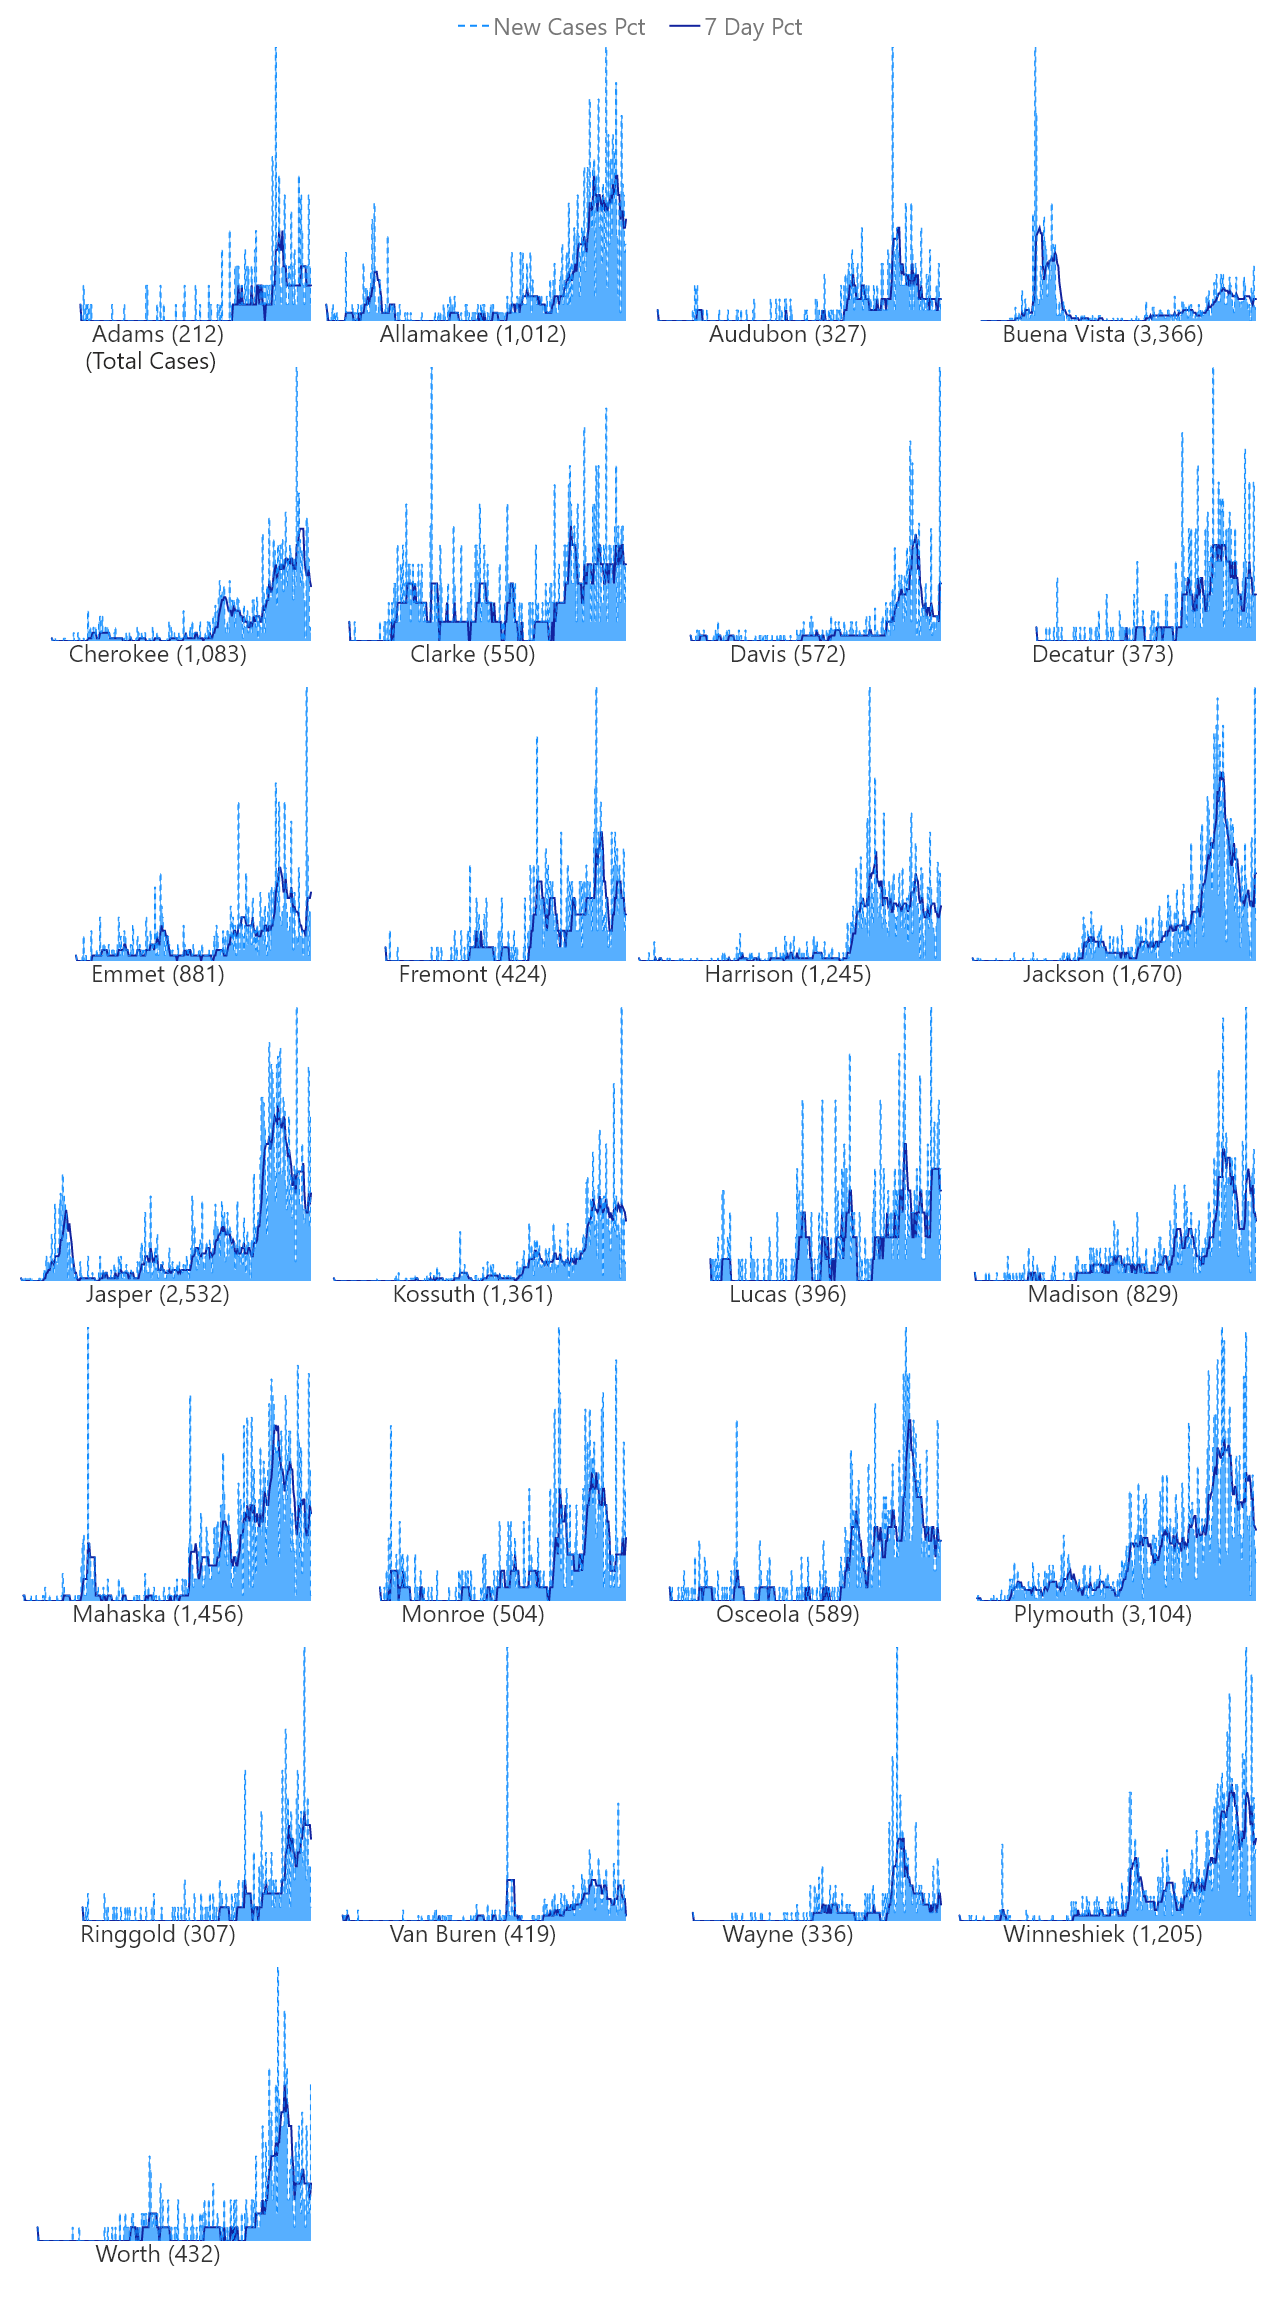 New Cases Pct 7 Day Pct
Adams (212) Allamakee (1,012) Audubon (327) Buena Vista (3,366)
(Total Cases)
Cherokee (1,083) Clarke (550) Davis (572) Decatur (373)
Emmet (881) Fremont (424) Harrison (1,245) Jackson (1,670)
Jasper (2,532) Kossuth (1,361) Lucas (396) Madison (829)
Mahaska (1,456) Monroe (504) Osceola (589) Plymouth (3,104)
Ringgold (307) Van Buren (419) Wayne (336) Winneshiek (1,205)
Worth (432)